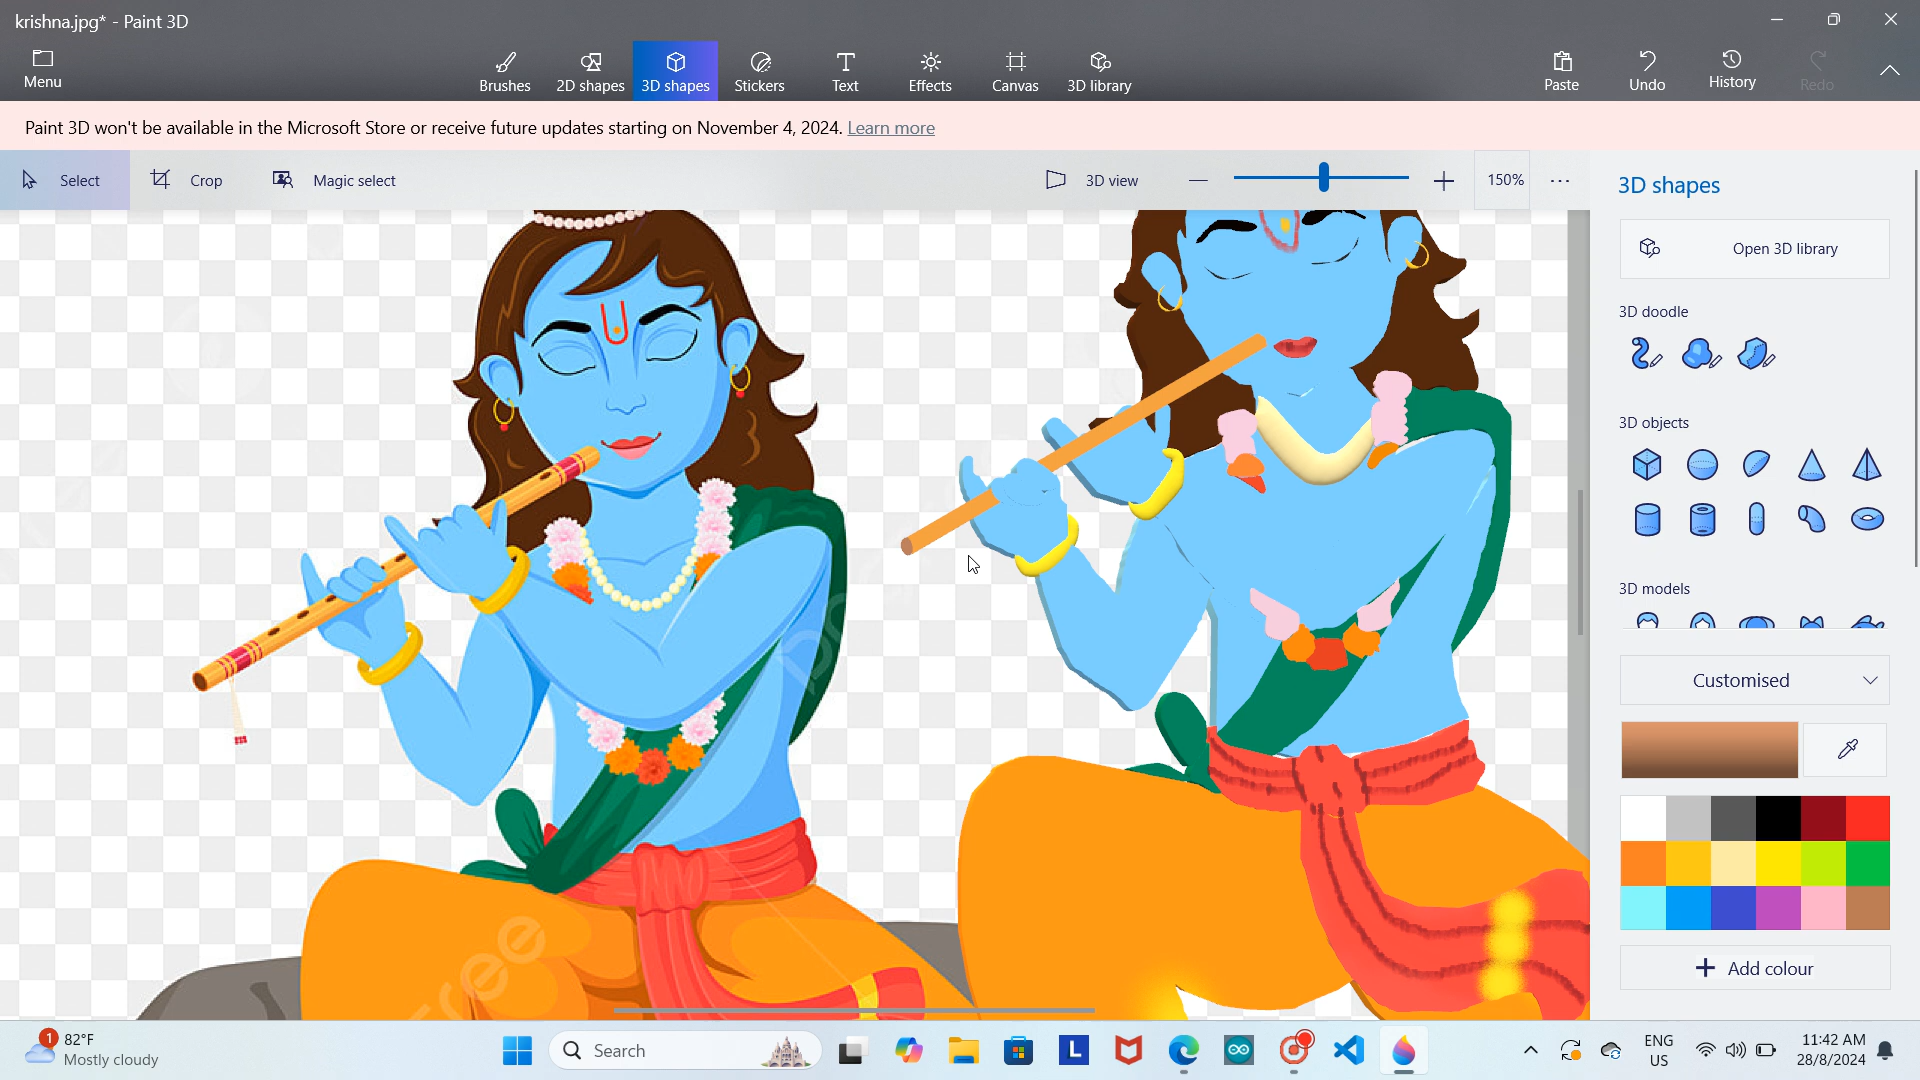 krishna.jpg* - Paint 3D
Menu
Brushes
2D shapes
3D shapes
Stickers
Text
Effects
Canvas
3D library
Paste
Undo
History
Redo
Paint 3D won't be available in the Microsoft Store or receive future updates starting on November 4, 2024. Learn more
Select
Crop
Magic select
3D view
150%
3D shapes
Open 3D library
3D doodle
3D objects
3D models
Customised
Add colour
Free
1
82°F
Mostly cloudy
Search
L
ENG
US
11:42 AM
28/8/2024